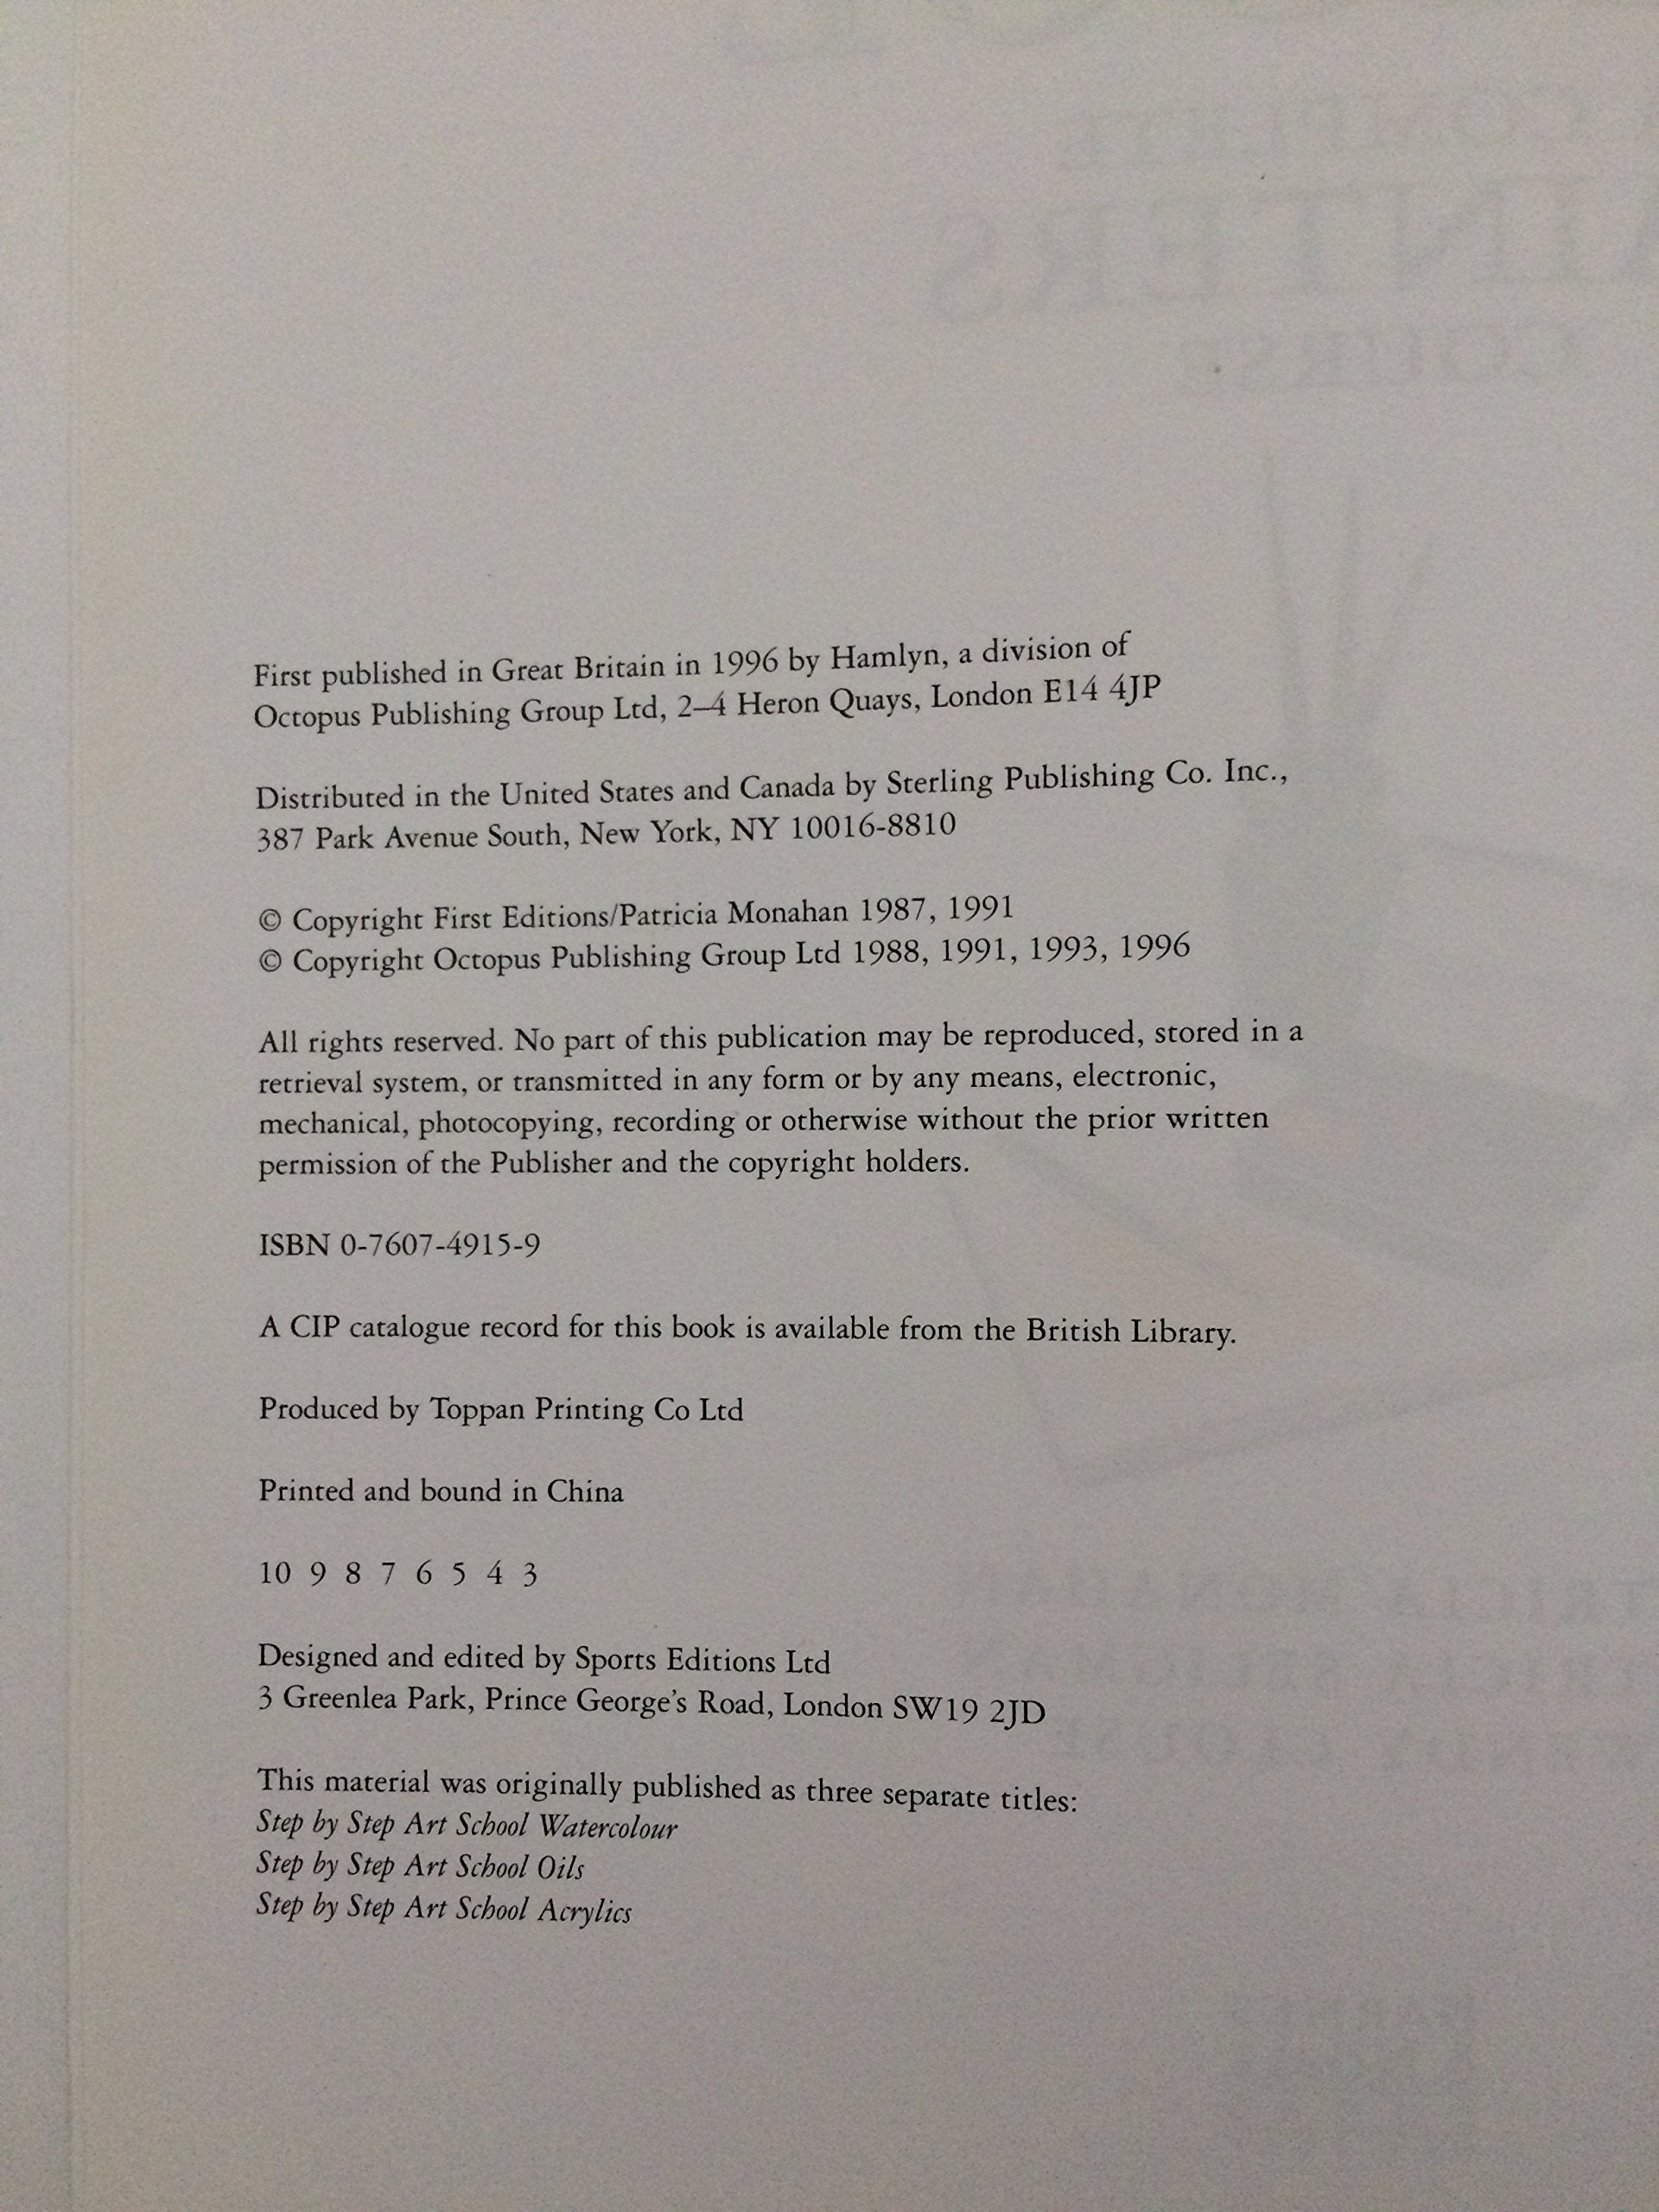 First published in Great Britain in 1996 by Hamlyn, a division of
Octopus Publishing Group Ltd, 2–4 Heron Quays, London E14 4JP
Distributed in the United States and Canada by Sterling Publishing Co. Inc.,
387 Park Avenue South, New York, NY 10016-8810
© Copyright First Editions/Patricia Monahan 1987, 1991
© Copyright Octopus Publishing Group Ltd 1988, 1991, 1993, 1996
All rights reserved. No part of this publication may be reproduced, stored in a
retrieval system, or transmitted in any form or by any means, electronic,
mechanical, photocopying, recording or otherwise without the prior written
permission of the Publisher and the copyright holders.
ISBN 0-7607-4915-9
A CIP catalogue record for this book is available from the British Library.
Produced by Toppan Printing Co Ltd
Printed and bound in China
10 9 8 7 6 5 4 3
Designed and edited by Sports Editions Ltd
3 Greenlea Park, Prince George's Road, London SW19 2JD
This material was originally published as three separate titles:
Step by Step Art School Watercolour
Step by Step Art School Oils
Step by Step Art School Acrylics